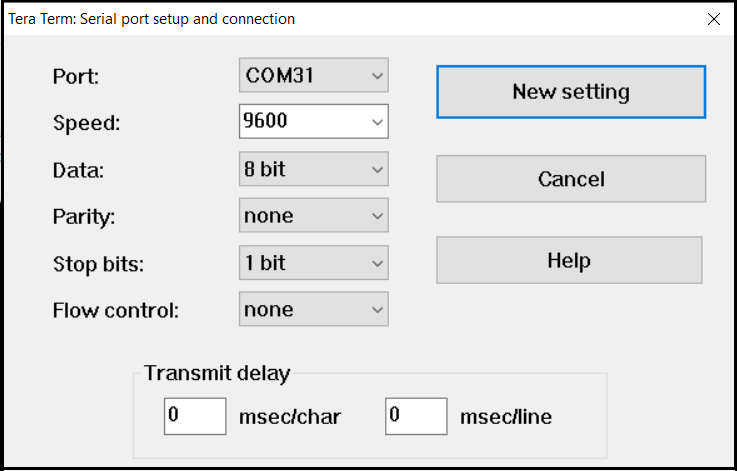 Tera Term: Serial port setup and connection
Port: COM31
New setting
Speed: 9600
Data: 8 bit
Cancel
Parity: none
Stop bits: 1 bit
Help
Flow control: none
Transmit delay
0 msec/char 0 msec/line